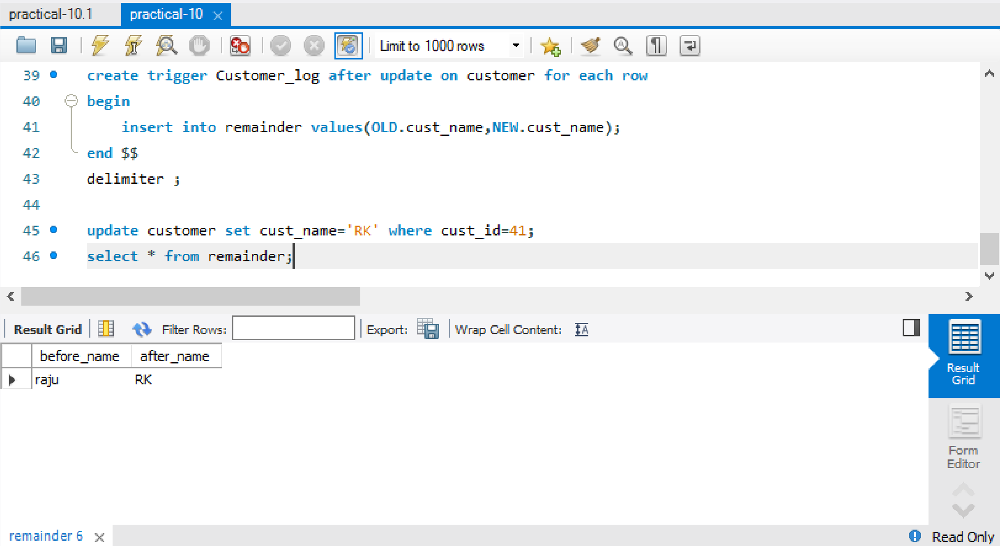 practical-10.1 practical-10
Limit to 1000 rows
39 create trigger Customer_log after update on customer for each row
40 begin
41 insert into remainder values(OLD.cust_name,NEW.cust_name);
42 end $$
43 delimiter ;
44
45 update customer set cust_name='RK' where cust_id=41;
46 select * from remainder;
Result Grid Filter Rows: Export: Wrap Cell Content:
before_name after_name
raju RK
Result
Grid
Form
Editor
remainder 6 Read Only